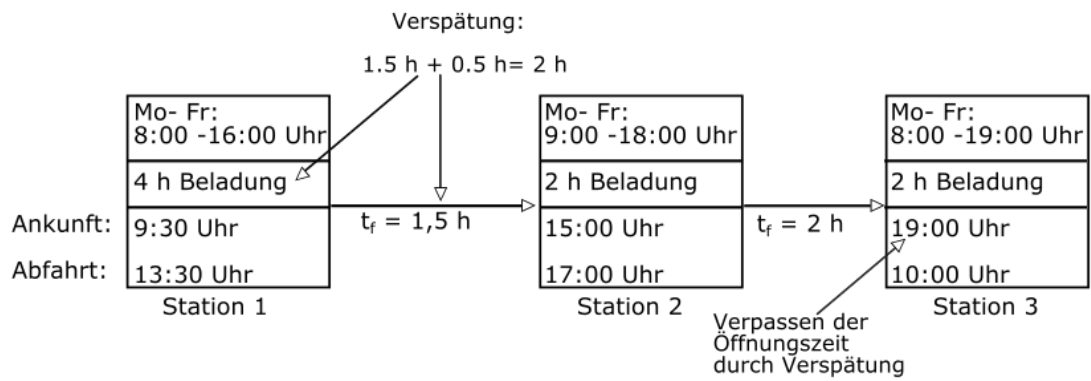 Verspätung:
1.5 h + 0.5 h= 2 h
Mo- Fr:
8:00 -16:00 Uhr
4 h Beladung
Ankunft:
9:30 Uhr
Abfahrt:
13:30 Uhr
Station 1
tf = 1,5 h
Mo- Fr:
9:00 -18:00 Uhr
2 h Beladung
15:00 Uhr
17:00 Uhr
Station 2
tf = 2 h
Mo- Fr:
8:00 -19:00 Uhr
2 h Beladung
19:00 Uhr
10:00 Uhr
Station 3
Verpassen der
Öffnungszeit
durch Verspätung